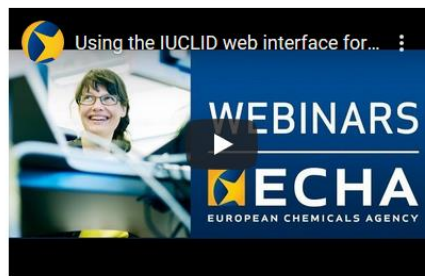 Using the IUCLID web interface for...
WEBINARS
ECHA
EUROPEAN CHEMICALS AGENCY